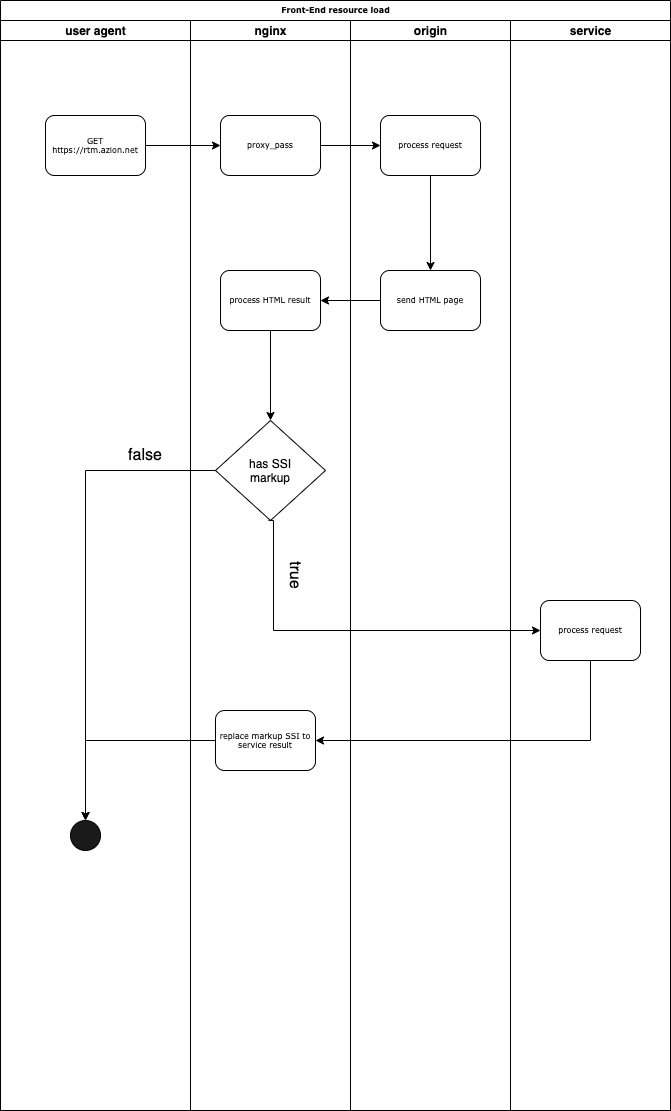 Front-End resource load
user agent
nginx
origin
service
GET
https://rtm.azion.net
proxy_pass
process request
process HTML result
send HTML page
false
has SSI
markup
true
process request
replace markup SSI to
service result